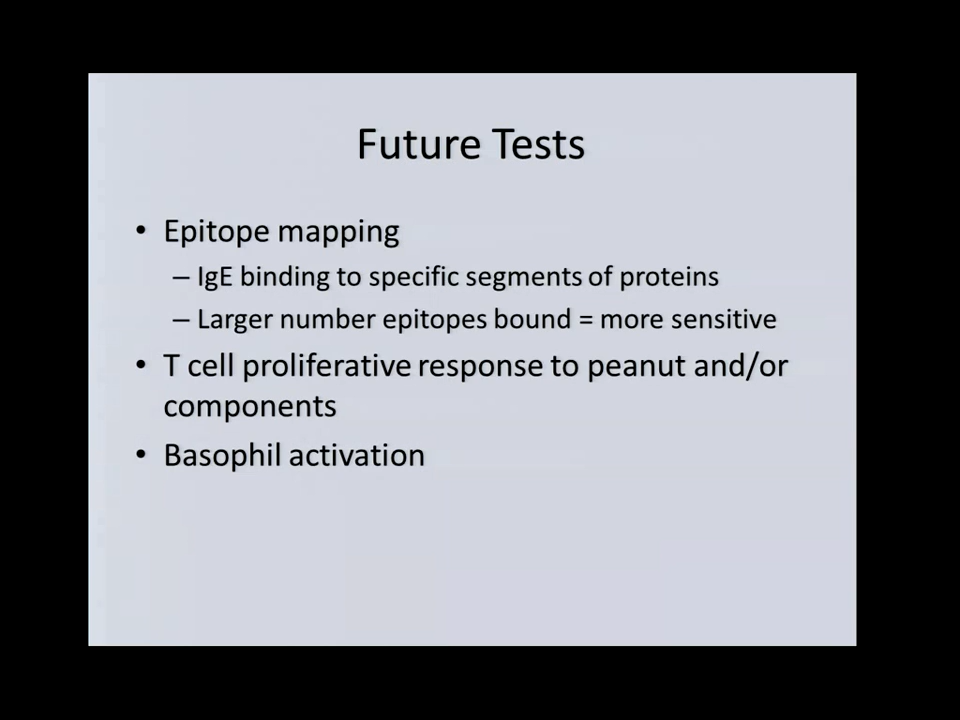 Future Tests
• Epitope mapping
– IgE binding to specific segments of proteins
– Larger number epitopes bound = more sensitive
• T cell proliferative response to peanut and/or
components
• Basophil activation